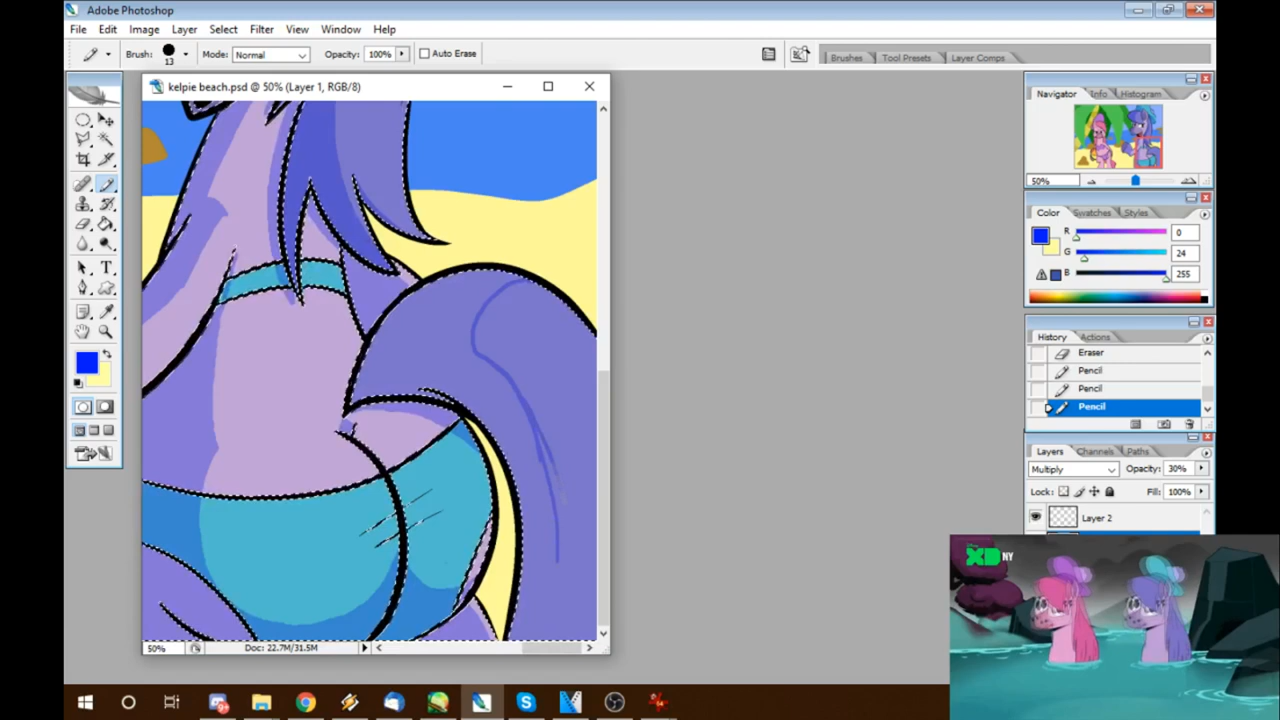 Adobe Photoshop
File Edit Image Layer Select Filter View Window Help
Brush: 13 Mode: Normal Opacity: 100% Auto Erase Brushes Tool Presets Layer Comps
kelpie beach.psd @ 50% (Layer 1, RGB/8)
Navigator Info Histogram
50%
Color Swatches Styles
R 0
G 24
B 255
History Actions
Eraser
Pencil
Pencil
Pencil
Layers Channels Paths
Multiply Opacity: 30%
Lock: Fill: 100%
Layer 2
XD NY
50% Doc: 22.7M/31.5M